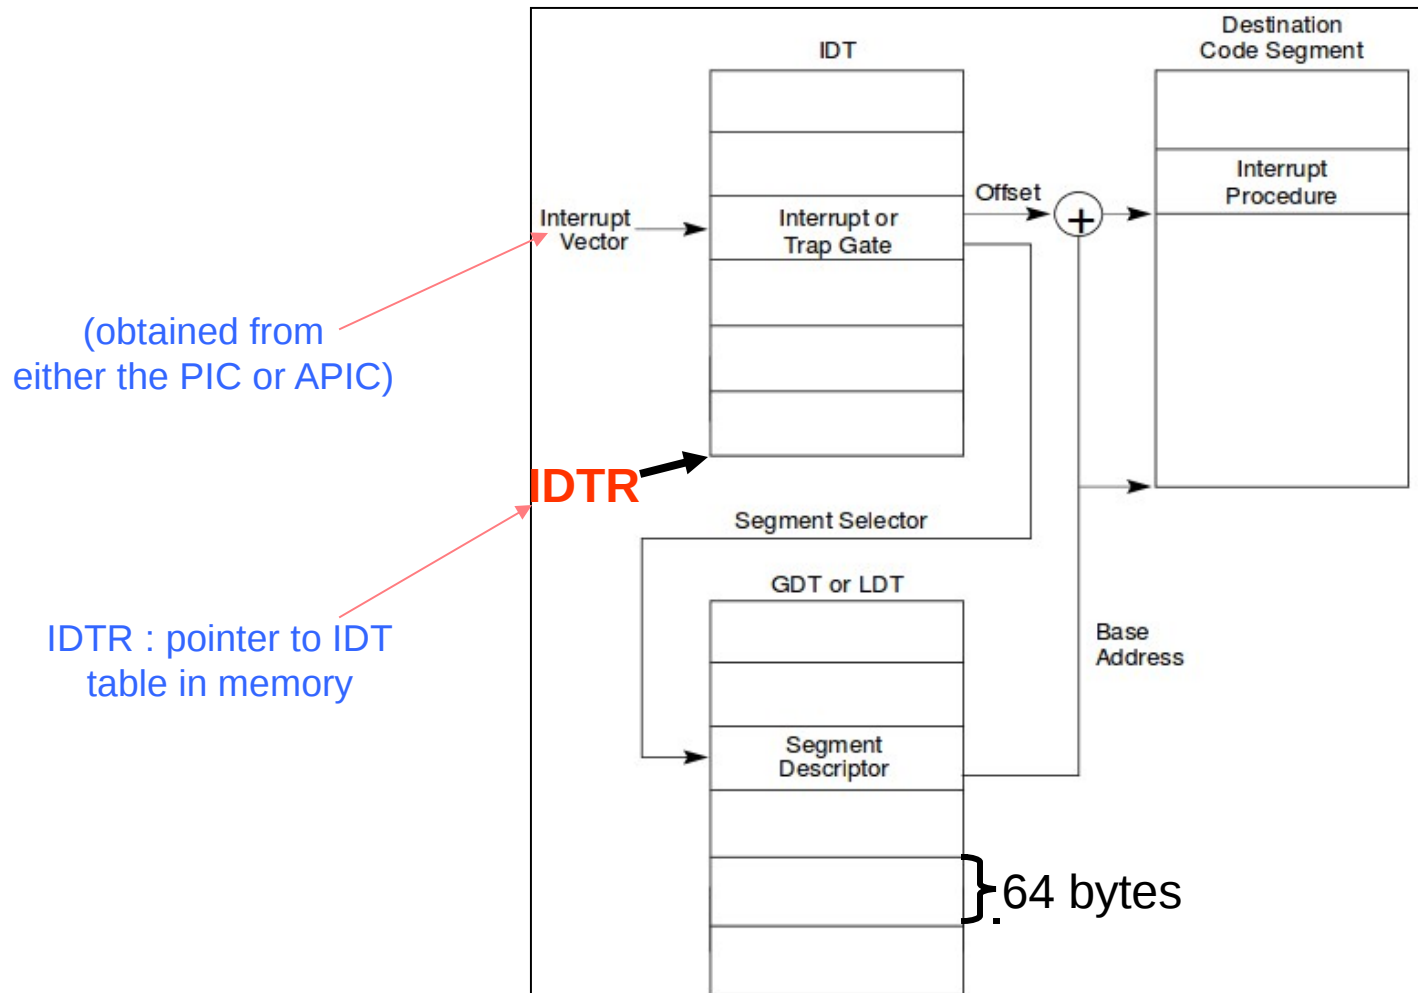 Destination
Code Segment
IDT
Interrupt
Procedure
Offset
+
Interrupt
Vector
Interrupt or
Trap Gate
(obtained from
either the PIC or APIC)
IDTR
Segment Selector
GDT or LDT
IDTR : pointer to IDT
table in memory
Base
Address
Segment
Descriptor
64 bytes